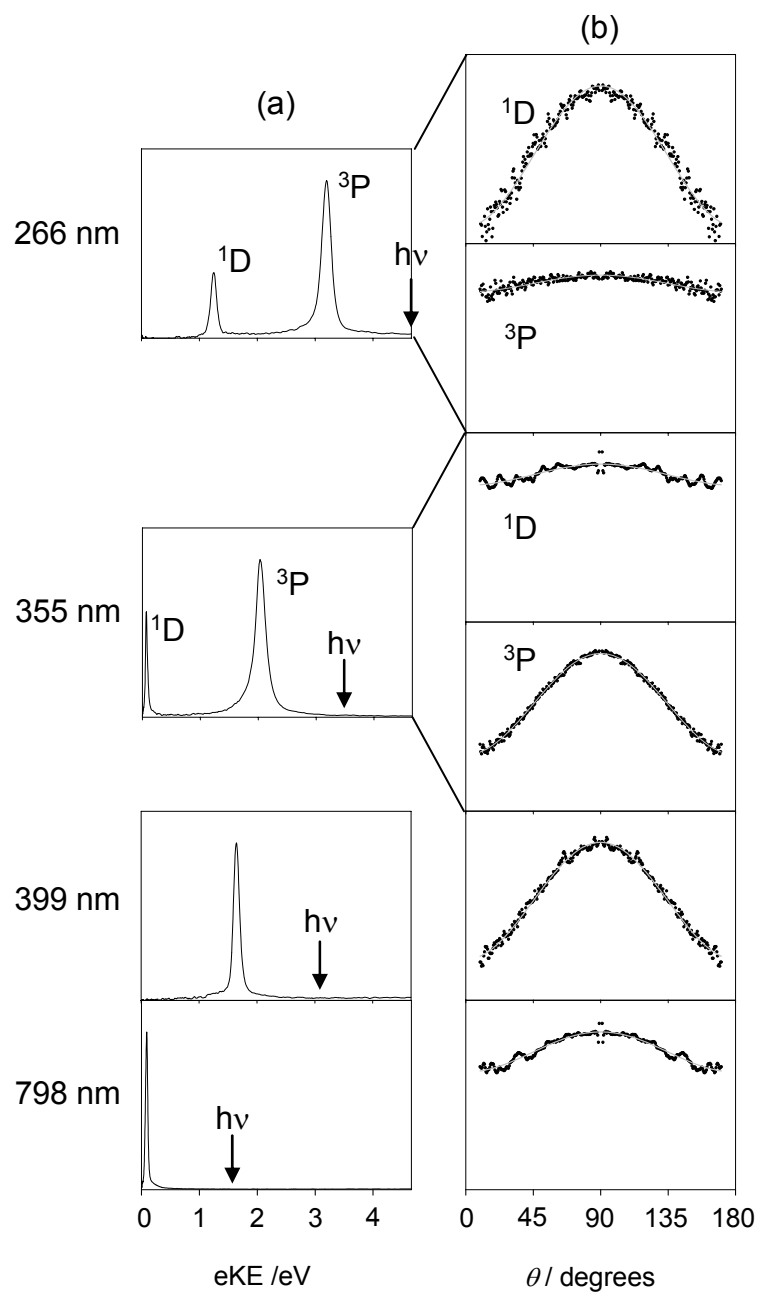 (a)
(b)
266 nm
¹D
³P
hν
¹D
³P
355 nm
¹D
³P
hν
¹D
³P
399 nm
hν
798 nm
hν
0 1 2 3 4
eKE /eV
0 45 90 135 180
θ / degrees